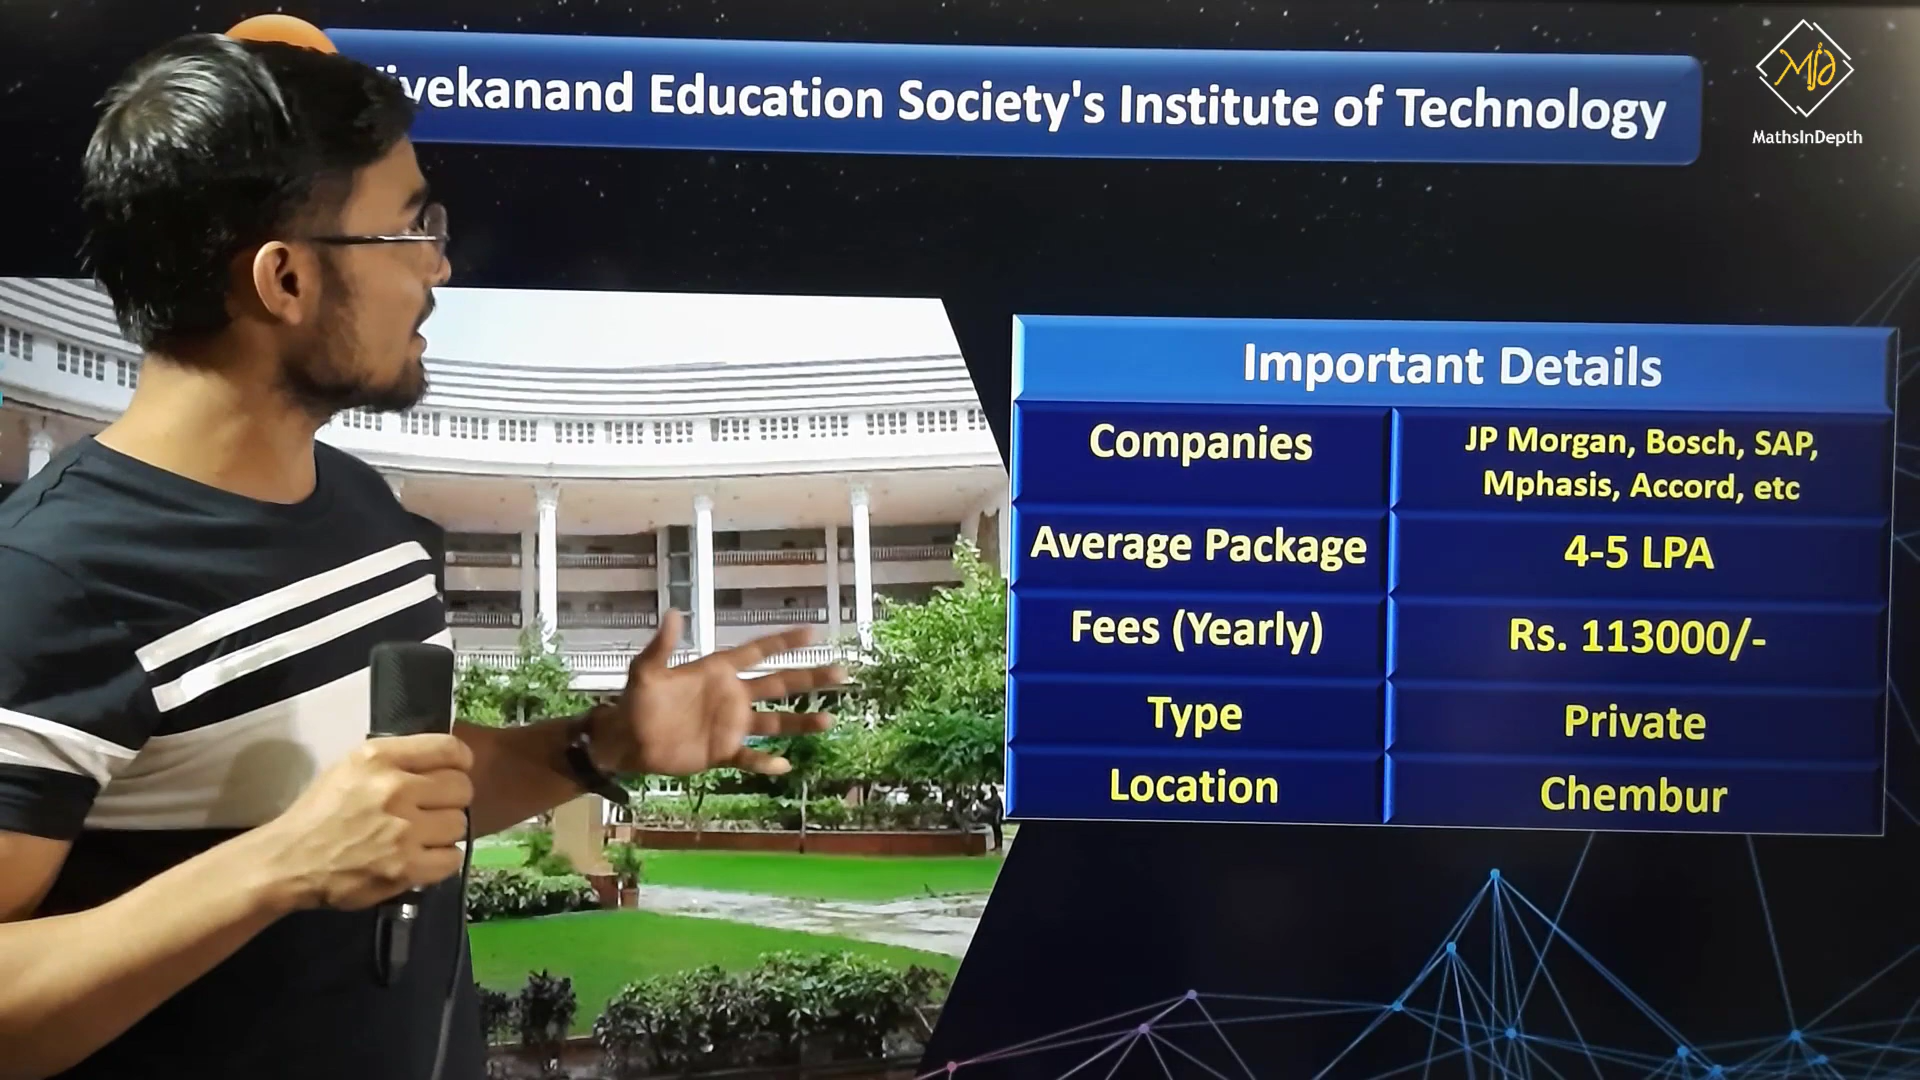 Education Society's Institute of Technology
MathsInDepth
Important Details
Companies
JP Morgan, Bosch, SAP,
Mphasis, Accord, etc
Average Package
4-5 LPA
Fees (Yearly)
Rs. 113000/-
Type
Private
Location
Chembur